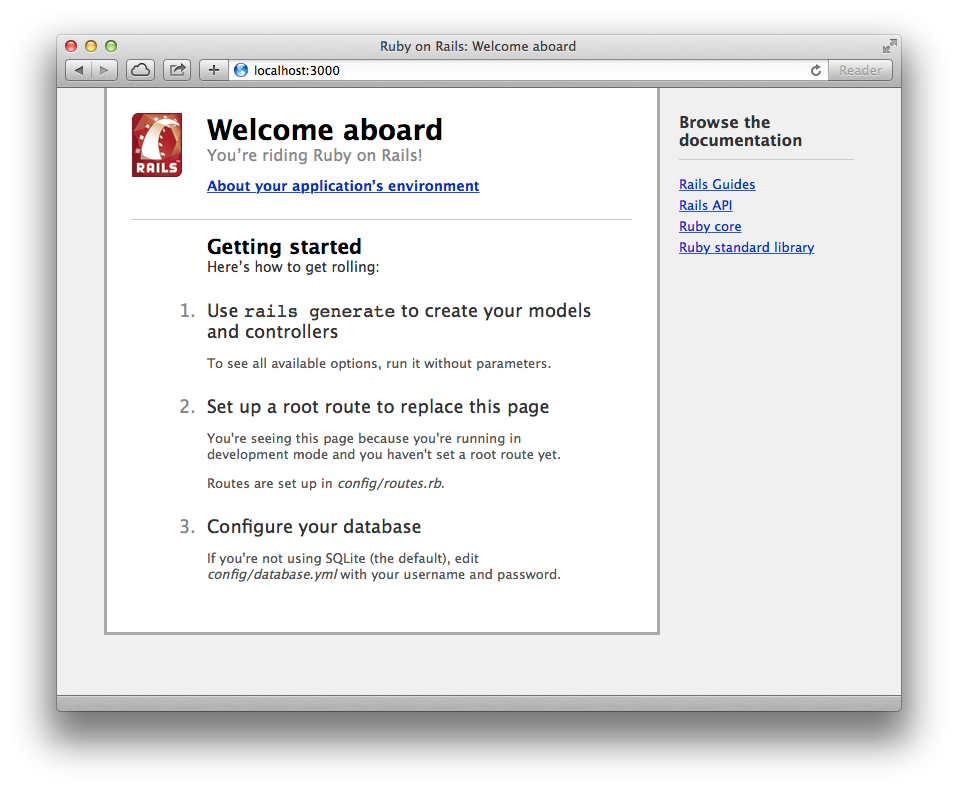 Ruby on Rails: Welcome aboard
localhost:3000
Reader
RAILS
Welcome aboard
You’re riding Ruby on Rails!
About your application’s environment
Getting started
Here’s how to get rolling:
1. Use rails generate to create your models
and controllers
To see all available options, run it without parameters.
2. Set up a root route to replace this page
You're seeing this page because you're running in
development mode and you haven't set a root route yet.
Routes are set up in config/routes.rb.
3. Configure your database
If you're not using SQLite (the default), edit
config/database.yml with your username and password.
Browse the
documentation
Rails Guides
Rails API
Ruby core
Ruby standard library